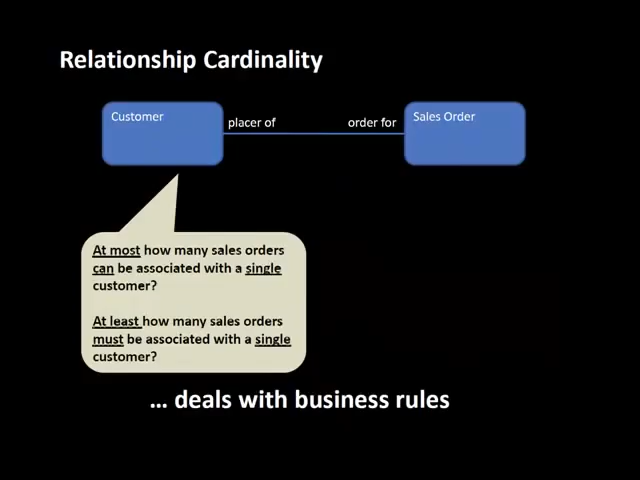 Relationship Cardinality
Customer
placer of
order for
Sales Order
At most how many sales orders
can be associated with a single
customer?
At least how many sales orders
must be associated with a single
customer?
... deals with business rules